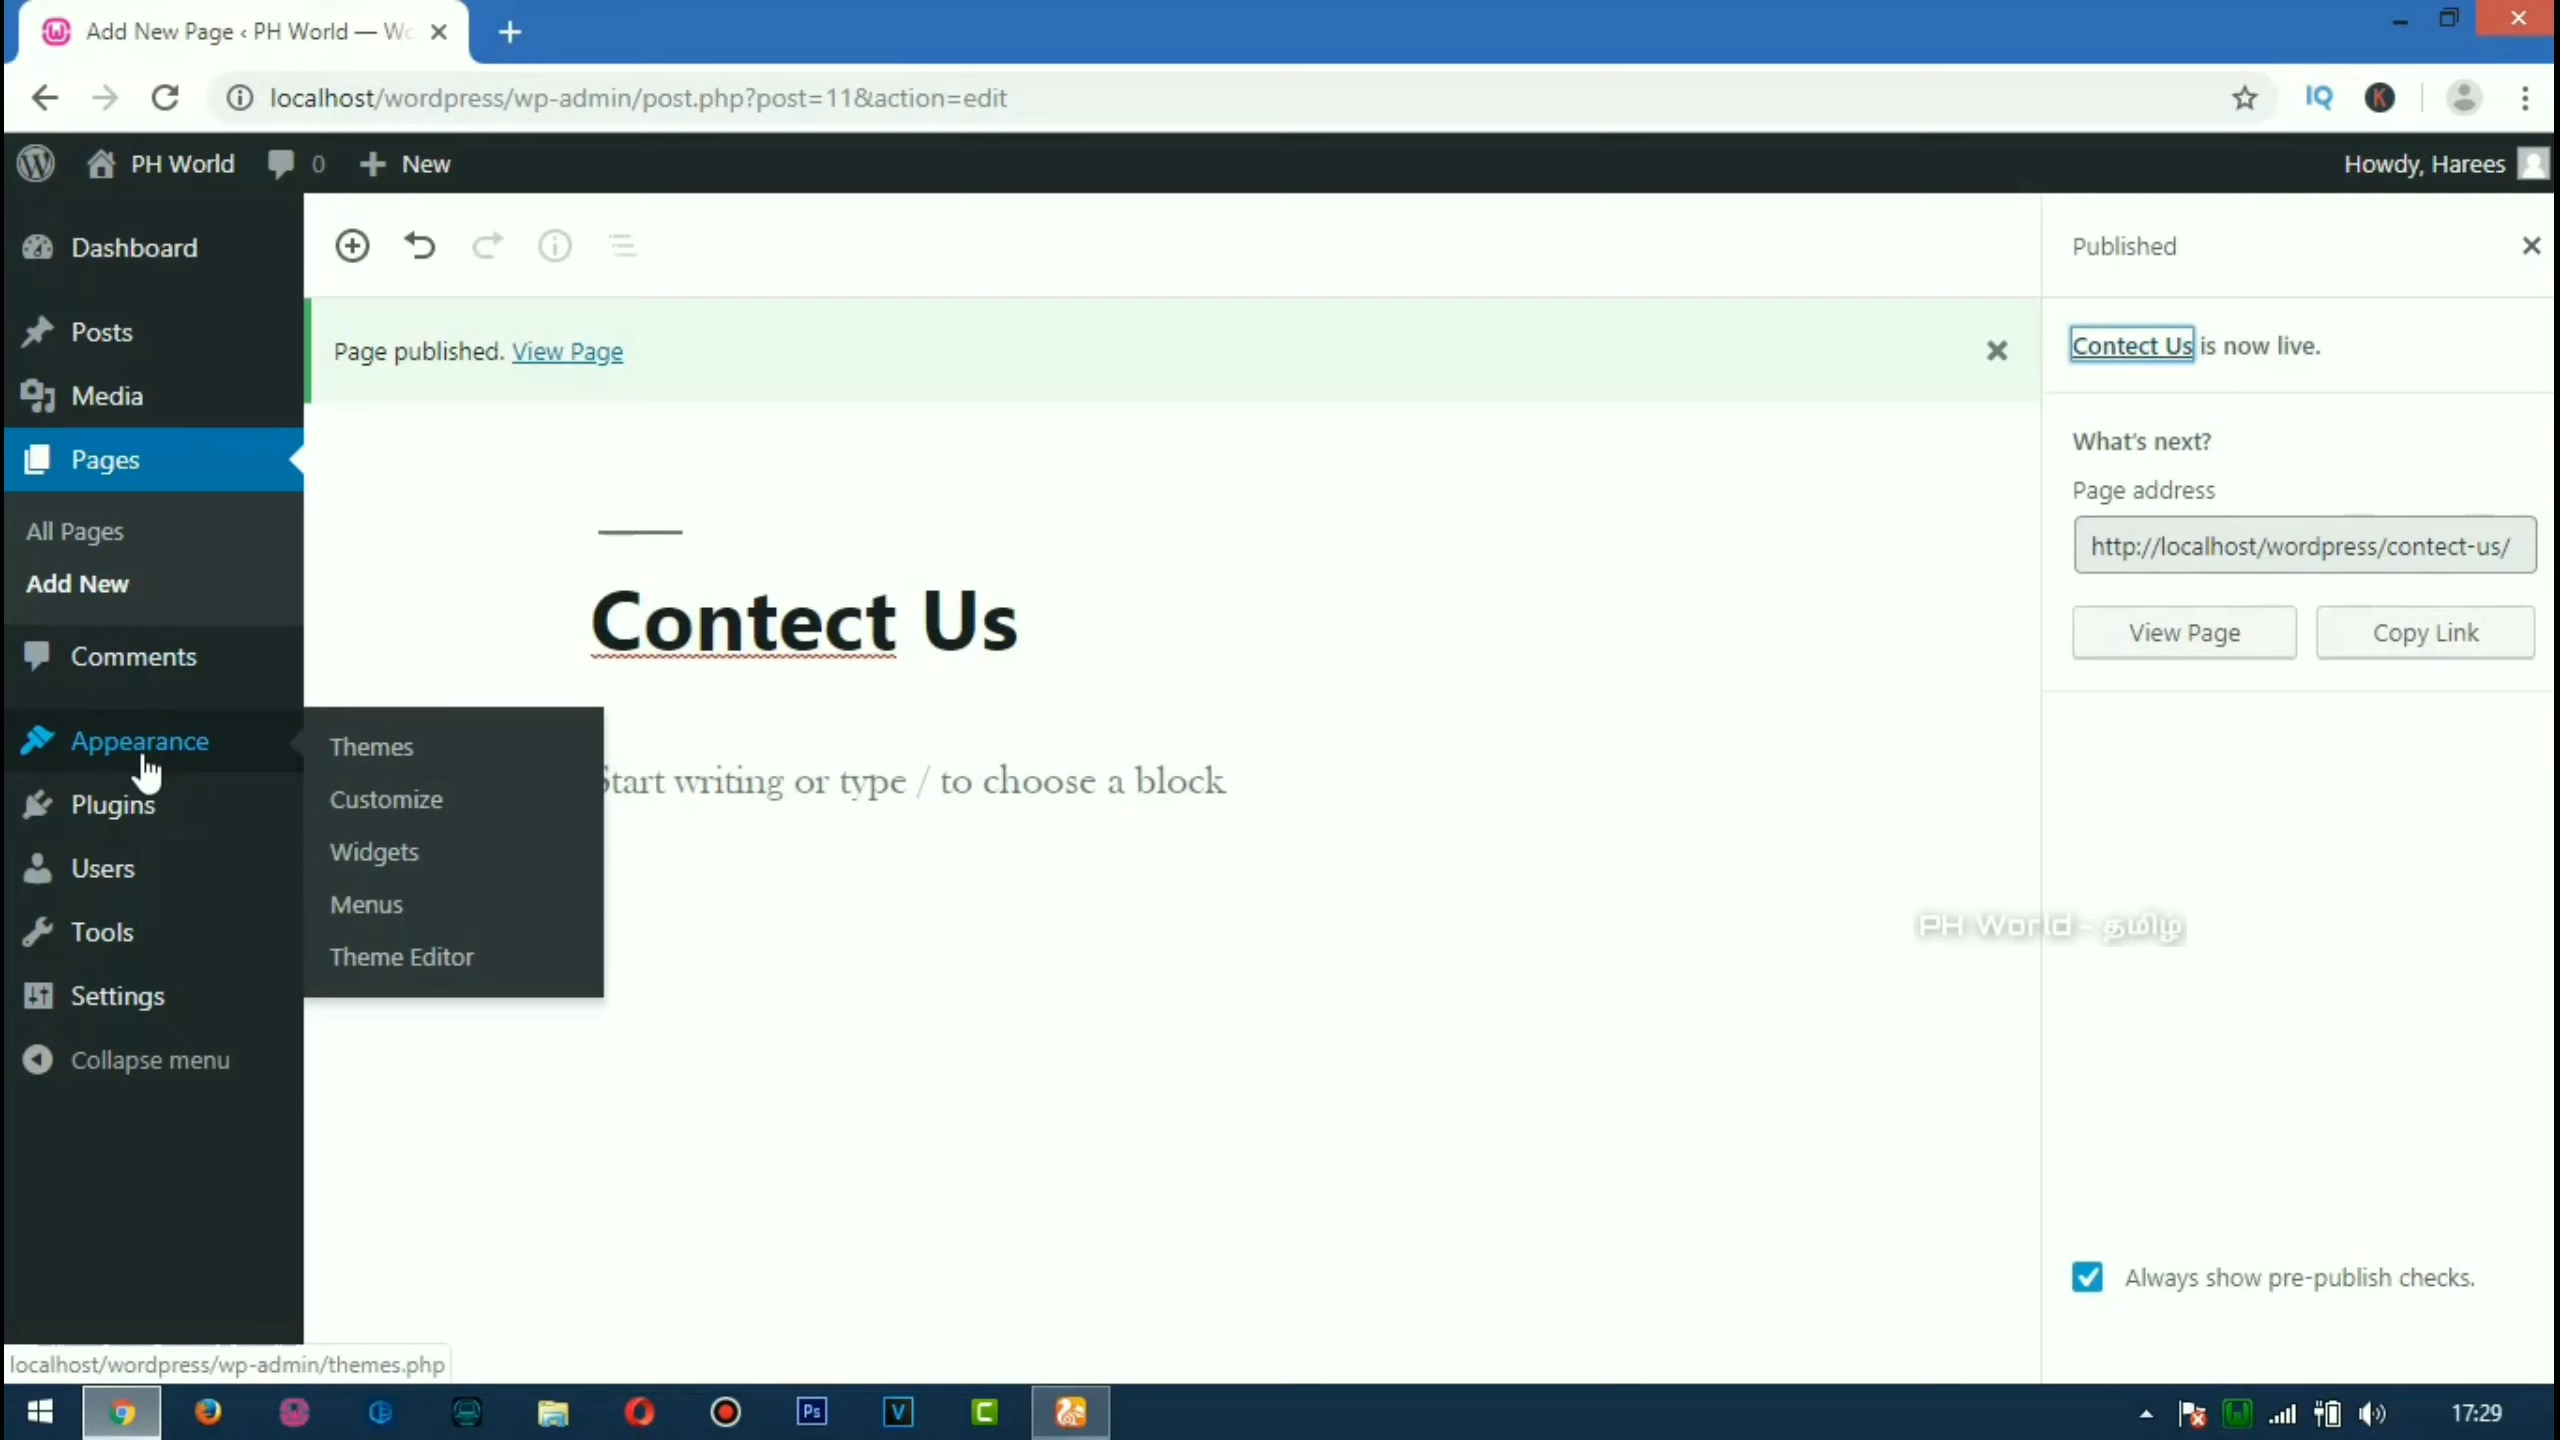 Add New Page ‹ PH World — Wc
localhost/wordpress/wp-admin/post.php?post=11&action=edit
IQ
K
PH World
0
New
Howdy, Harees
Dashboard
Posts
Media
Pages
All Pages
Add New
Comments
Appearance
Plugins
Users
Tools
Settings
Collapse menu
Themes
Customize
Widgets
Menus
Theme Editor
Page published. View Page
Contect Us
Start writing or type / to choose a block
Published
Contect Us is now live.
What's next?
Page address
http://localhost/wordpress/contect-us/
View Page
Copy Link
PH World - தமிழ்
Always show pre-publish checks.
localhost/wordpress/wp-admin/themes.php
Ps
V
C
17:29